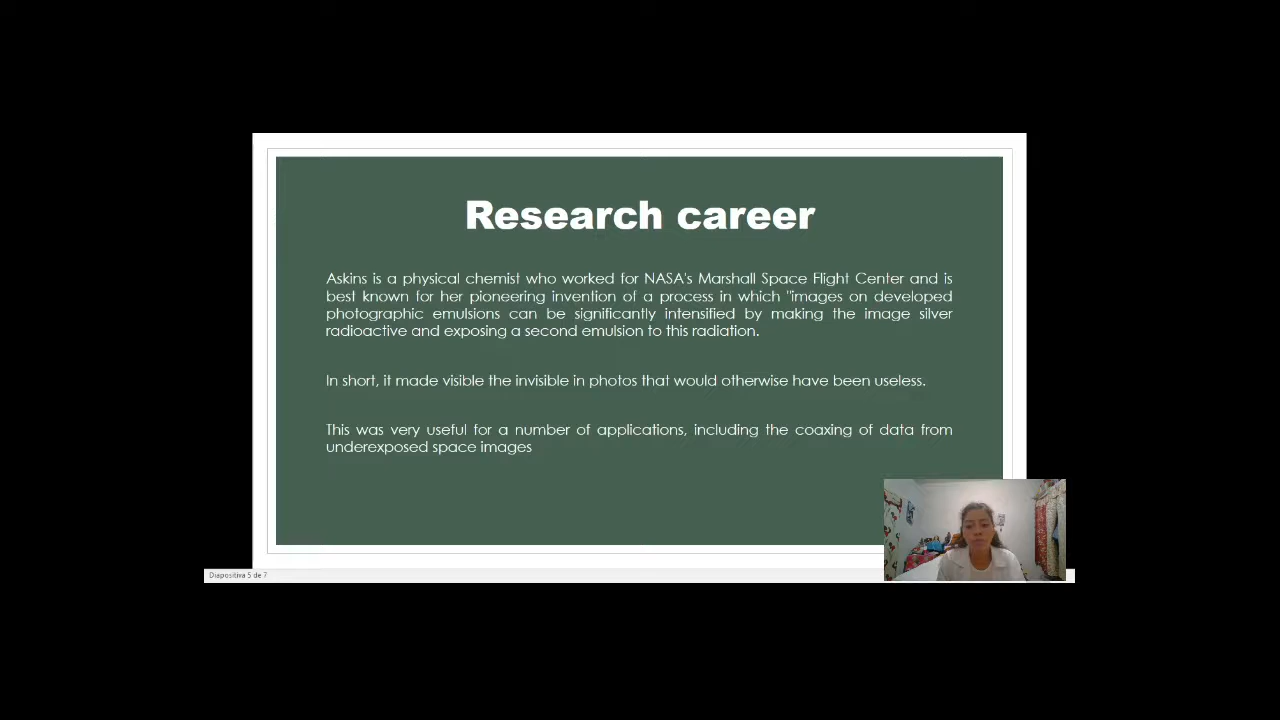 Research career
Askins is a physical chemist who worked for NASA's Marshall Space Flight Center and is
best known for her pioneering invention of a process in which "images on developed
photographic emulsions can be significantly intensified by making the image silver
radioactive and exposing a second emulsion to this radiation.
In short, it made visible the invisible in photos that would otherwise have been useless.
This was very useful for a number of applications, including the coaxing of data from
underexposed space images
Diapositiva 5 de 7